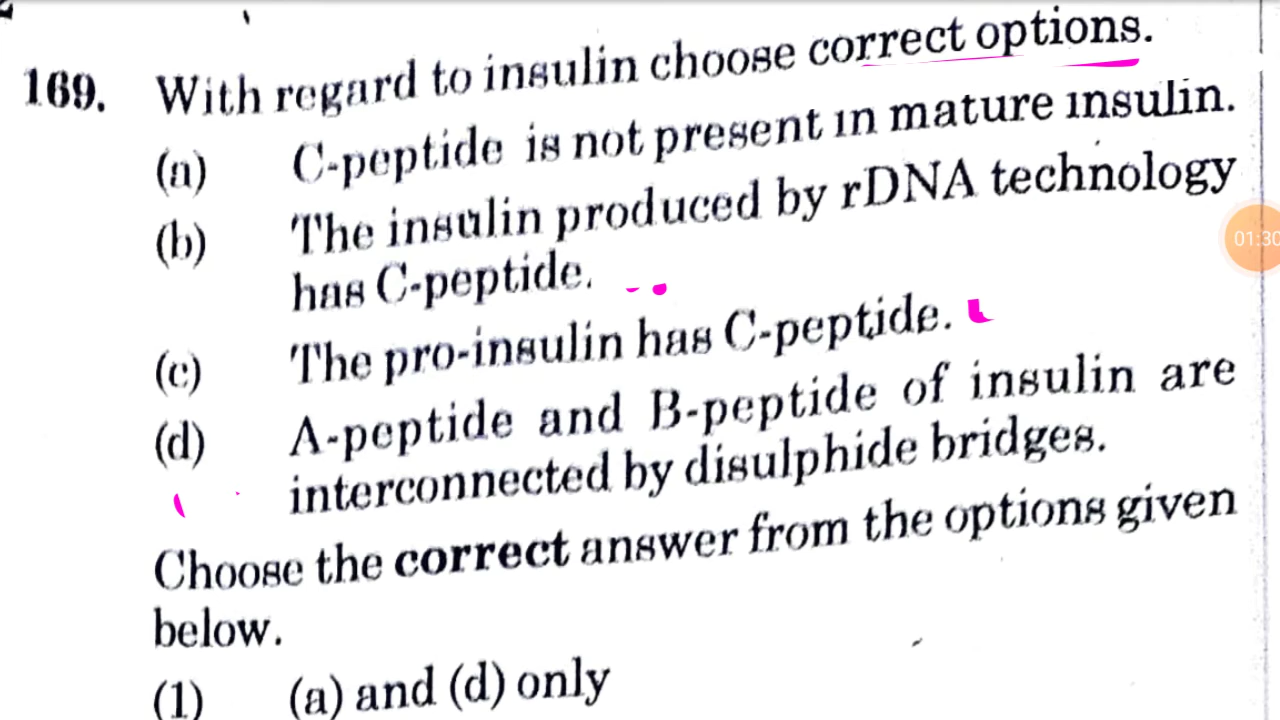 169. With regard to insulin choose correct options.
(a) C-peptide is not present in mature insulin.
(b) The insulin produced by rDNA technology
has C-peptide.
(c) The pro-insulin has C-peptide.
(d) A-peptide and B-peptide of insulin are
interconnected by disulphide bridges.
Choose the correct answer from the options given
below.
(1) (a) and (d) only
01:30